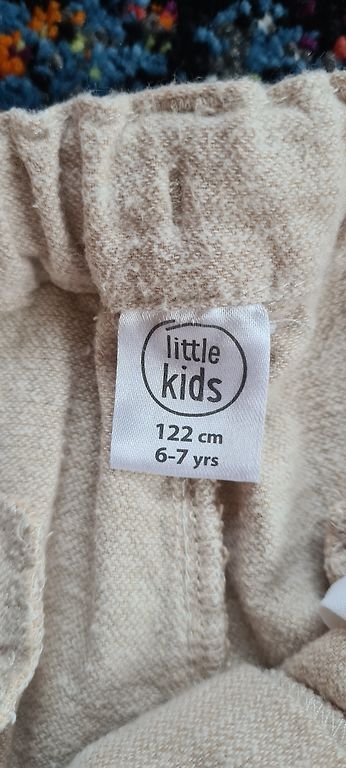 little
kids
122 cm
6-7 yrs